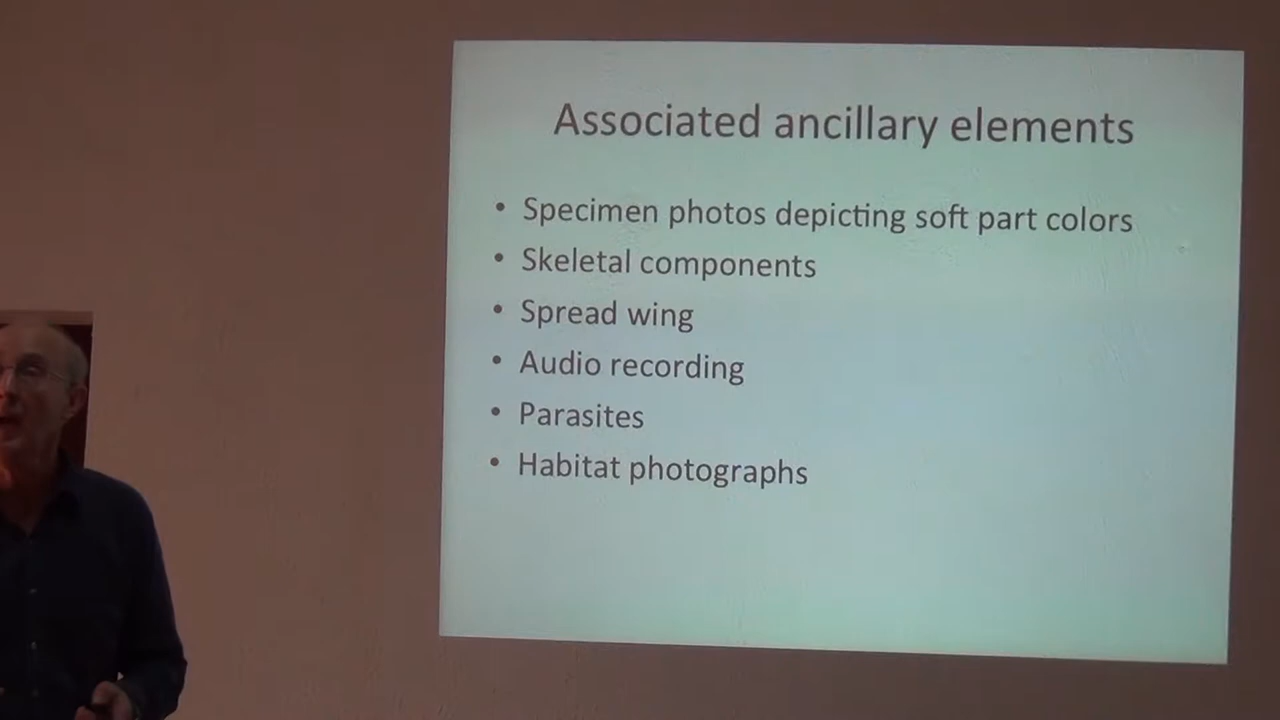 Associated ancillary elements
• Specimen photos depicting soft part colors
• Skeletal components
• Spread wing
• Audio recording
• Parasites
• Habitat photographs